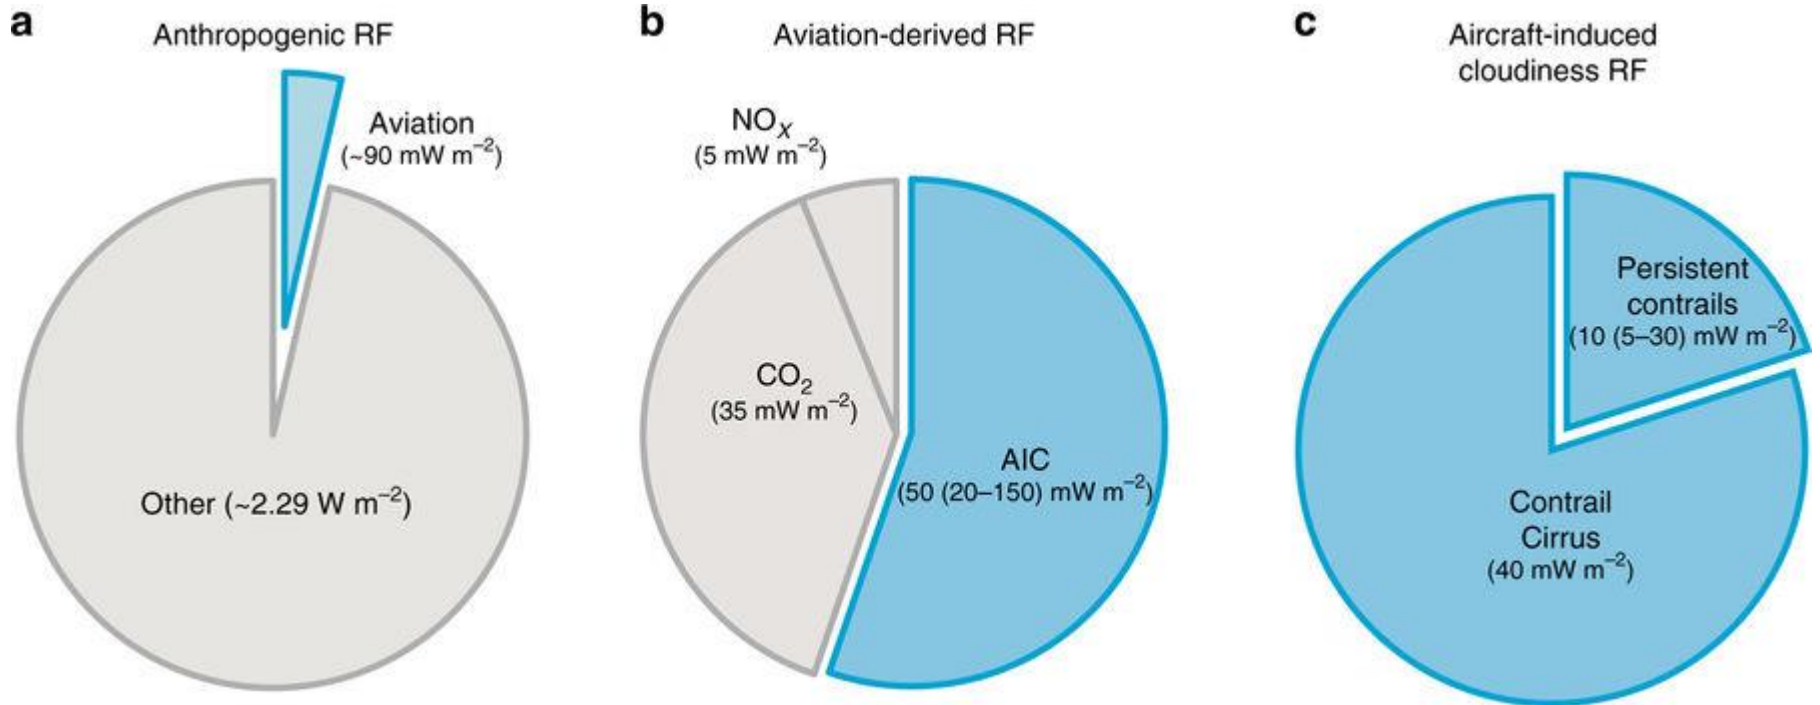 a
Anthropogenic RF
Aviation
(~90 mW m⁻²)
Other (~2.29 W m⁻²)
b
Aviation-derived RF
NOₓ
(5 mW m⁻²)
CO₂
(35 mW m⁻²)
AIC
(50 (20–150) mW m⁻²)
c
Aircraft-induced
cloudiness RF
Persistent
contrails
(10 (5–30) mW m⁻²)
Contrail
Cirrus
(40 mW m⁻²)